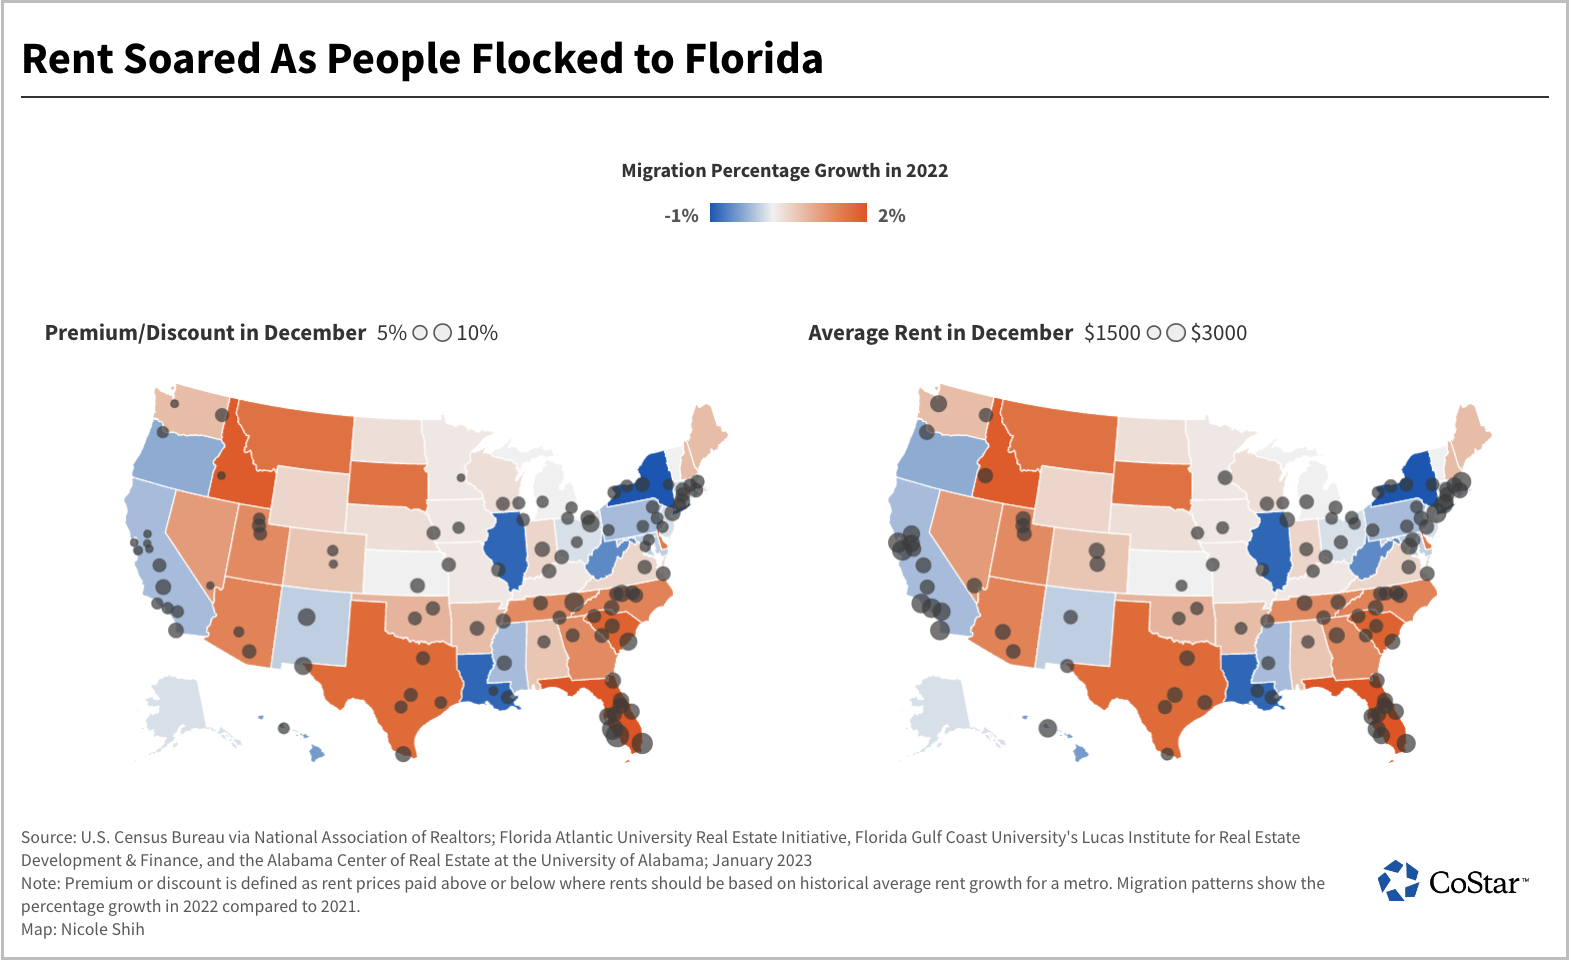 Rent Soared As People Flocked to Florida
Migration Percentage Growth in 2022
-1% 2%
Premium/Discount in December 5% 10%
Average Rent in December $1500 $3000
Source: U.S. Census Bureau via National Association of Realtors; Florida Atlantic University Real Estate Initiative, Florida Gulf Coast University's Lucas Institute for Real Estate
Development & Finance, and the Alabama Center of Real Estate at the University of Alabama; January 2023
Note: Premium or discount is defined as rent prices paid above or below where rents should be based on historical average rent growth for a metro. Migration patterns show the
percentage growth in 2022 compared to 2021.
Map: Nicole Shih
CoStar™